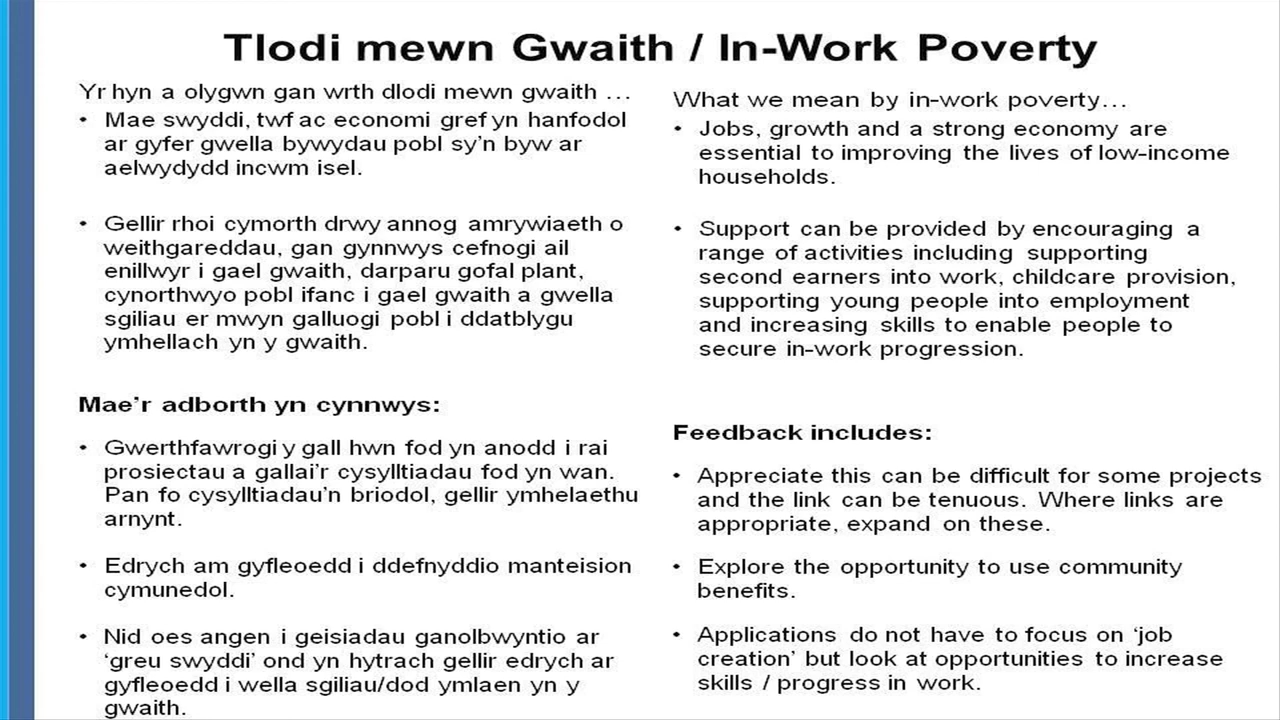 Tlodi mewn Gwaith / In-Work Poverty
Yr hyn a olygwn gan wrth dlodi mewn gwaith …
• Mae swyddi, twf ac economi gref yn hanfodol
ar gyfer gwella bywydau pobl sy’n byw ar
aelwydydd incwm isel.
• Gellir rhoi cymorth drwy annog amrywiaeth o
weithgareddau, gan gynnwys cefnogi ail
enillwyr i gael gwaith, darparu gofal plant,
cynorthwyo pobl ifanc i gael gwaith a gwella
sgiliau er mwyn galluogi pobl i ddatblygu
ymhellach yn y gwaith.
Mae’r adborth yn cynnwys:
• Gwerthfawrogi y gall hwn fod yn anodd i rai
prosiectau a gallai’r cysylltiadau fod yn wan.
Pan fo cysylltiadau’n briodol, gellir ymhelaethu
arnynt.
• Edrych am gyfleoedd i ddefnyddio manteision
cymunedol.
• Nid oes angen i geisiadau ganolbwyntio ar
‘greu swyddi’ ond yn hytrach gellir edrych ar
gyfleoedd i wella sgiliau/dod ymlaen yn y
gwaith.
What we mean by in-work poverty…
• Jobs, growth and a strong economy are
essential to improving the lives of low-income
households.
• Support can be provided by encouraging a
range of activities including supporting
second earners into work, childcare provision,
supporting young people into employment
and increasing skills to enable people to
secure in-work progression.
Feedback includes:
• Appreciate this can be difficult for some projects
and the link can be tenuous. Where links are
appropriate, expand on these.
• Explore the opportunity to use community
benefits.
• Applications do not have to focus on ‘job
creation’ but look at opportunities to increase
skills / progress in work.